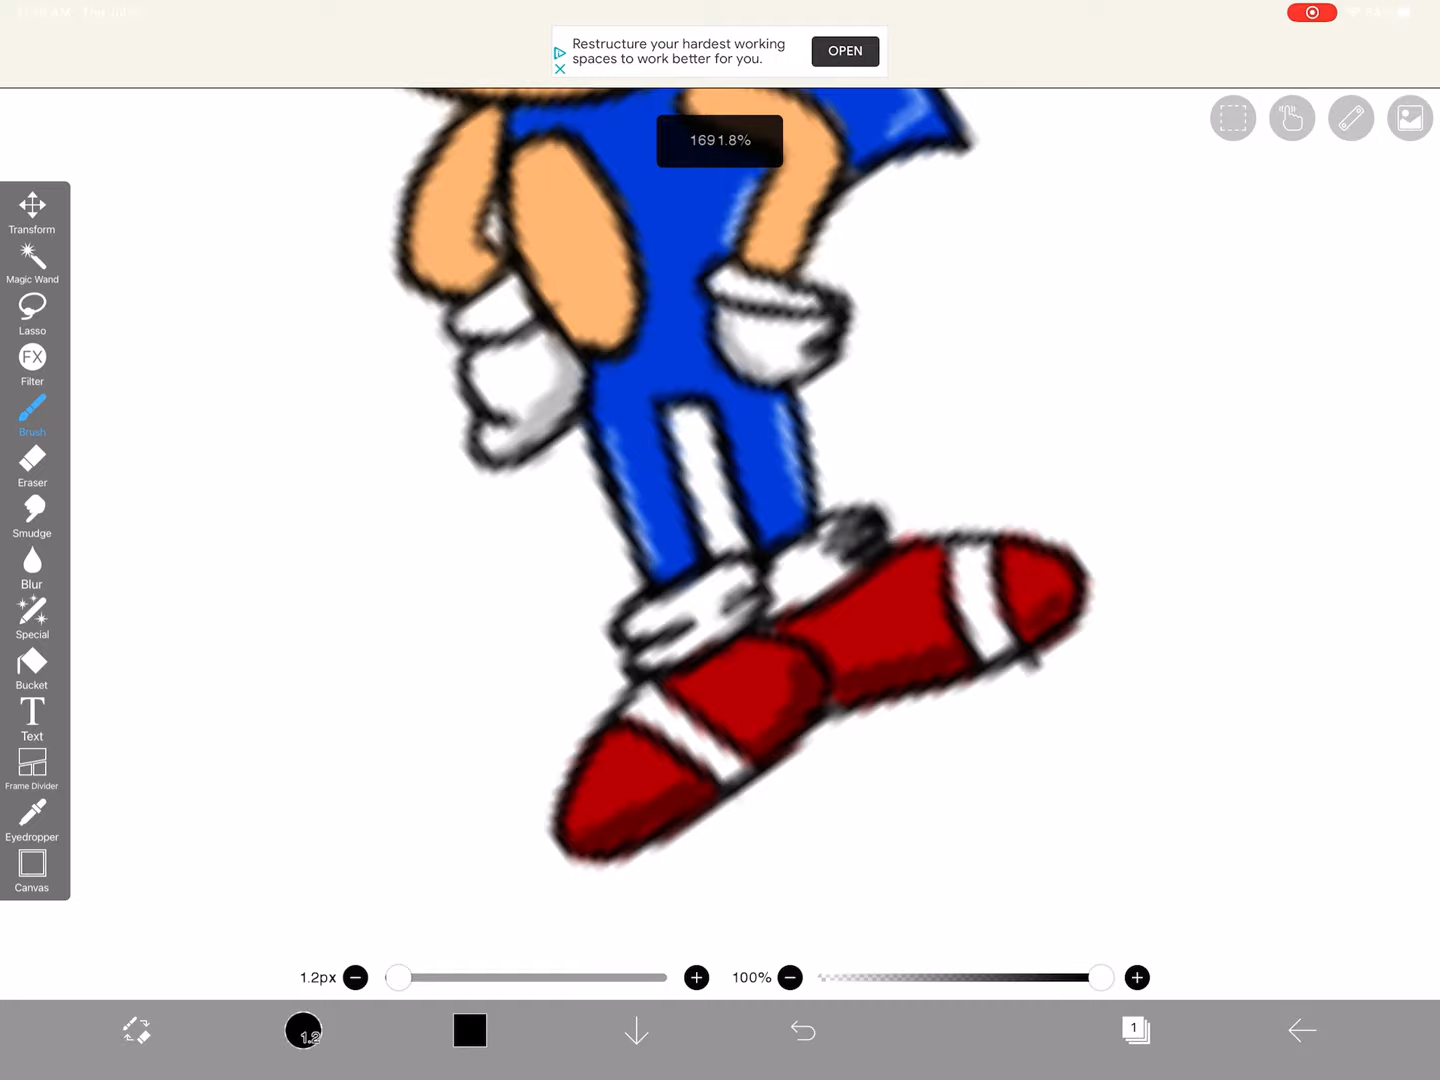 Restructure your hardest working
spaces to work better for you.
OPEN
1691.8%
Transform
Magic Wand
Lasso
FX
Filter
Brush
Eraser
Smudge
Blur
Special
Bucket
T
Text
Frame Divider
Eyedropper
Canvas
1.2px
100%
1.2
1